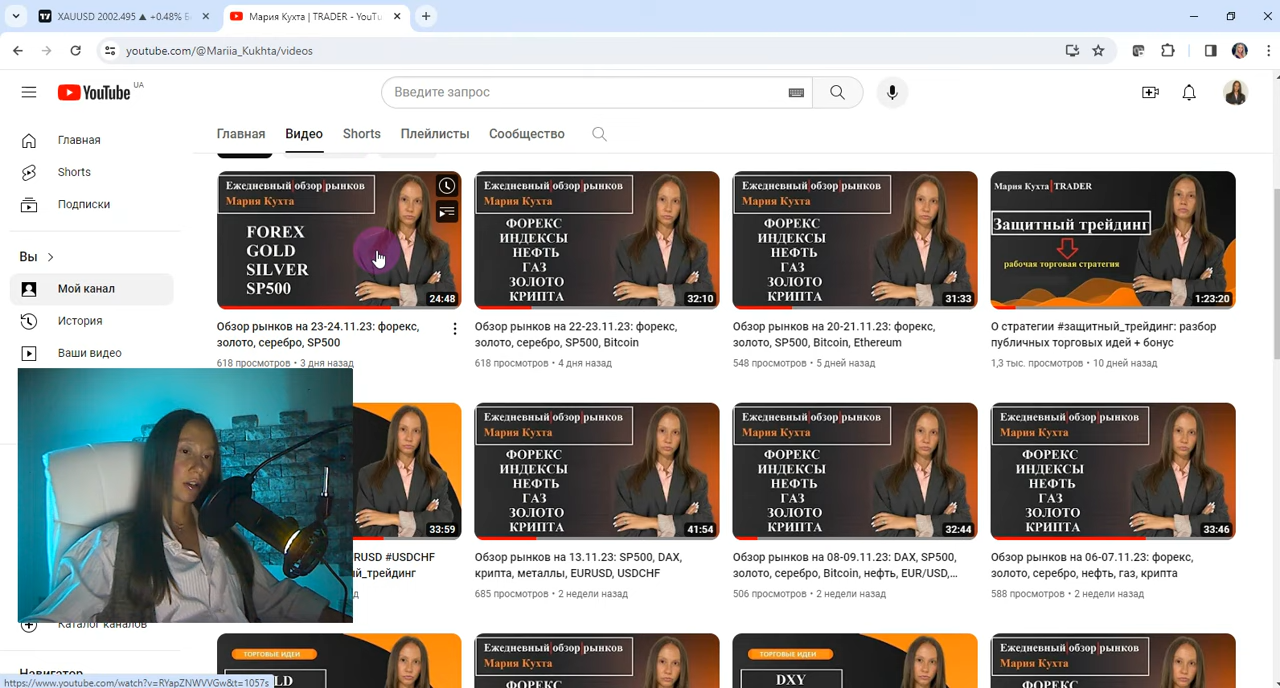 XAUUSD 2002.495 ▲ +0.48%
Мария Кухта | TRADER - YouTu
youtube.com/@Mariia_Kukhta/videos
YouTube UA
Введите запрос
Главная
Видео
Shorts
Плейлисты
Сообщество
Главная
Shorts
Подписки
Вы
Мой канал
История
Ваши видео
Каталог каналов
Навигатор
Ежедневный обзор рынков
Мария Кухта
FOREX
GOLD
SILVER
SP500
24:48
Обзор рынков на 23-24.11.23: форекс,
золото, серебро, SP500
618 просмотров • 3 дня назад
Ежедневный обзор рынков
Мария Кухта
ФОРЕКС
ИНДЕКСЫ
НЕФТЬ
ГАЗ
ЗОЛОТО
КРИПТА
32:10
Обзор рынков на 22-23.11.23: форекс,
золото, серебро, SP500, Bitcoin
618 просмотров • 4 дня назад
Ежедневный обзор рынков
Мария Кухта
ФОРЕКС
ИНДЕКСЫ
НЕФТЬ
ГАЗ
ЗОЛОТО
КРИПТА
31:33
Обзор рынков на 20-21.11.23: форекс,
золото, SP500, Bitcoin, Ethereum
548 просмотров • 5 дней назад
Мария Кухта | TRADER
Защитный трейдинг
рабочая торговая стратегия
1:23:20
О стратегии #защитный_трейдинг: разбор
публичных торговых идей + бонус
1,3 тыс. просмотров • 10 дней назад
33:59
#USDCHF
Ежедневный обзор рынков
Мария Кухта
ФОРЕКС
ИНДЕКСЫ
НЕФТЬ
ГАЗ
ЗОЛОТО
КРИПТА
41:54
Обзор рынков на 13.11.23: SP500, DAX,
крипта, металлы, EURUSD, USDCHF
685 просмотров • 2 недели назад
Ежедневный обзор рынков
Мария Кухта
ФОРЕКС
ИНДЕКСЫ
НЕФТЬ
ГАЗ
ЗОЛОТО
КРИПТА
32:44
Обзор рынков на 08-09.11.23: DAX, SP500,
золото, серебро, Bitcoin, нефть, EUR/USD,...
506 просмотров • 2 недели назад
Ежедневный обзор рынков
Мария Кухта
ФОРЕКС
ИНДЕКСЫ
НЕФТЬ
ГАЗ
ЗОЛОТО
КРИПТА
33:46
Обзор рынков на 06-07.11.23: форекс,
золото, серебро, нефть, газ, крипта
588 просмотров • 2 недели назад
ТОРГОВЫЕ ИДЕИ
Ежедневный обзор рынков
Мария Кухта
ФОРЕКС
ТОРГОВЫЕ ИДЕИ
DXY
Ежедневный обзор рынков
Мария Кухта
ФОРЕКС
https://www.youtube.com/watch?v=RYapZNWVVGw&t=1057s